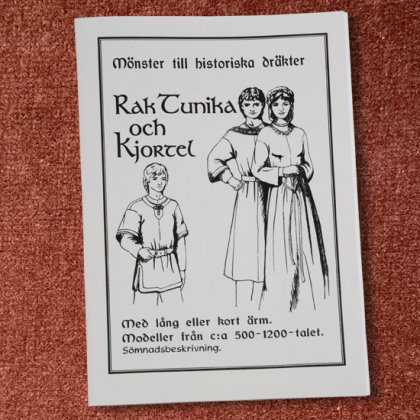 Mönster till historiska dräkter
Rak Tunika
och
Kjortel
Med lång eller kort ärm.
Modeller från c:a 500-1200-talet.
Sömnadsbeskrivning.